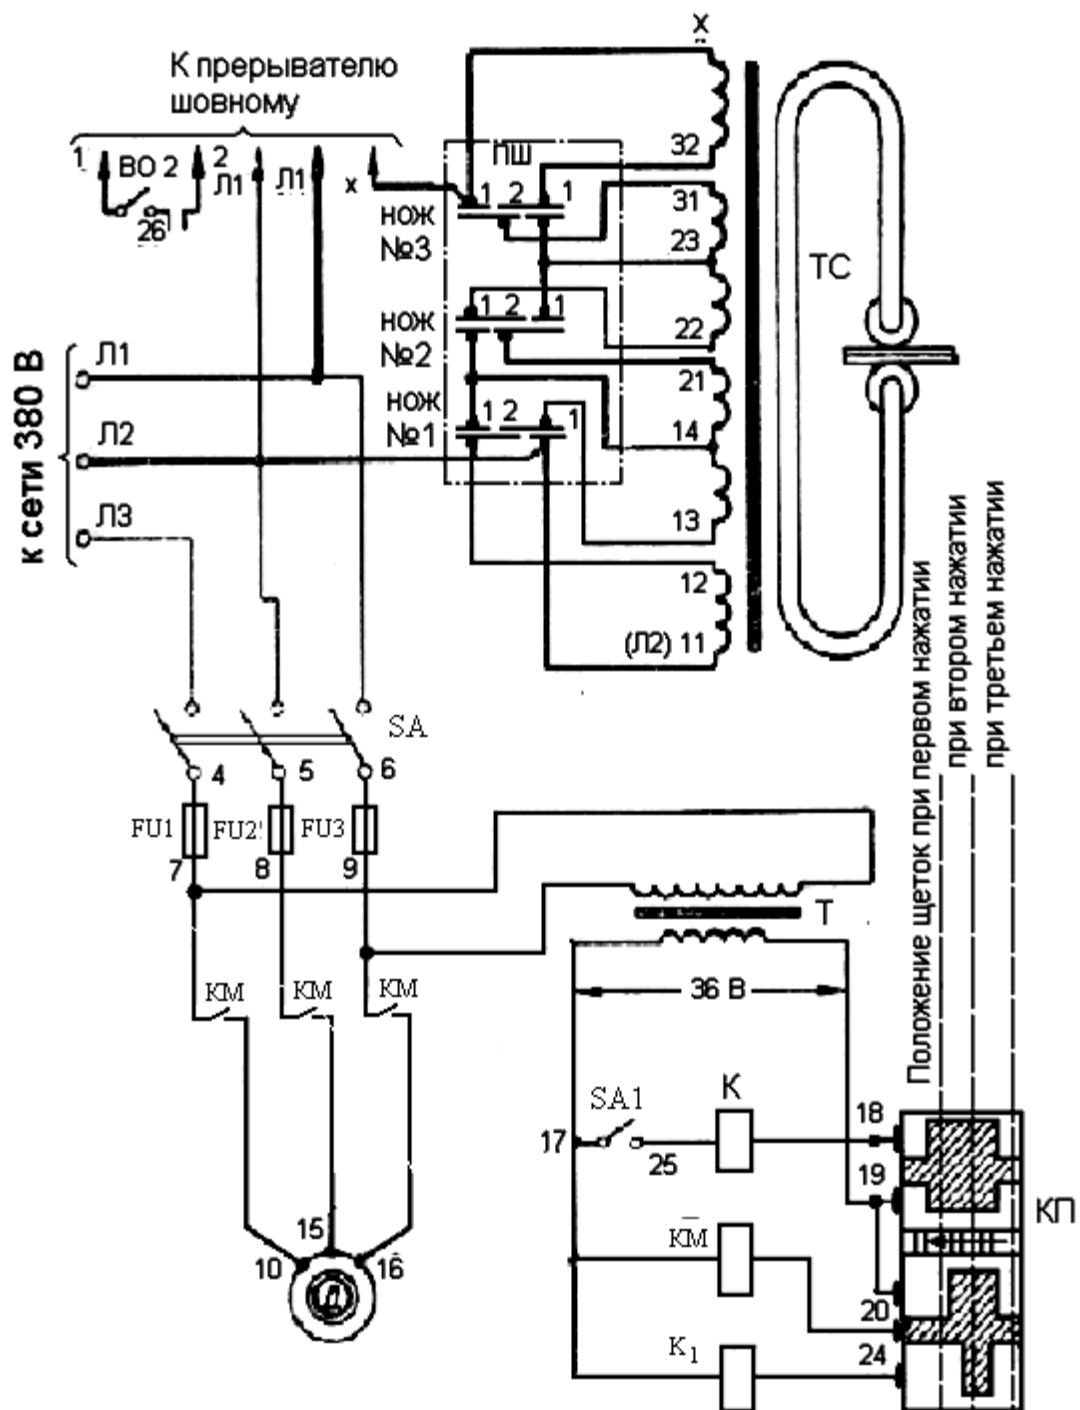 К прерывателю
шовному
1 ВО 2 2 Л1 Л1 х
26
ПШ
1 2 1
нож
№3
1 2 1
нож
№2
1 2 1
нож
№1
Х
32
31
23
22
21
14
13
12
(Л2) 11
ТС
к сети 380 В
Л1
Л2
Л3
SA
4 5 6
FU1 FU2 FU3
7 8 9
КМ КМ КМ
10 15 16
Д
Т
36 В
17 SA1 25 К 18
19
КМ
20
К1 24
КП
Положение щеток при первом нажатии
при втором нажатии
при третьем нажатии